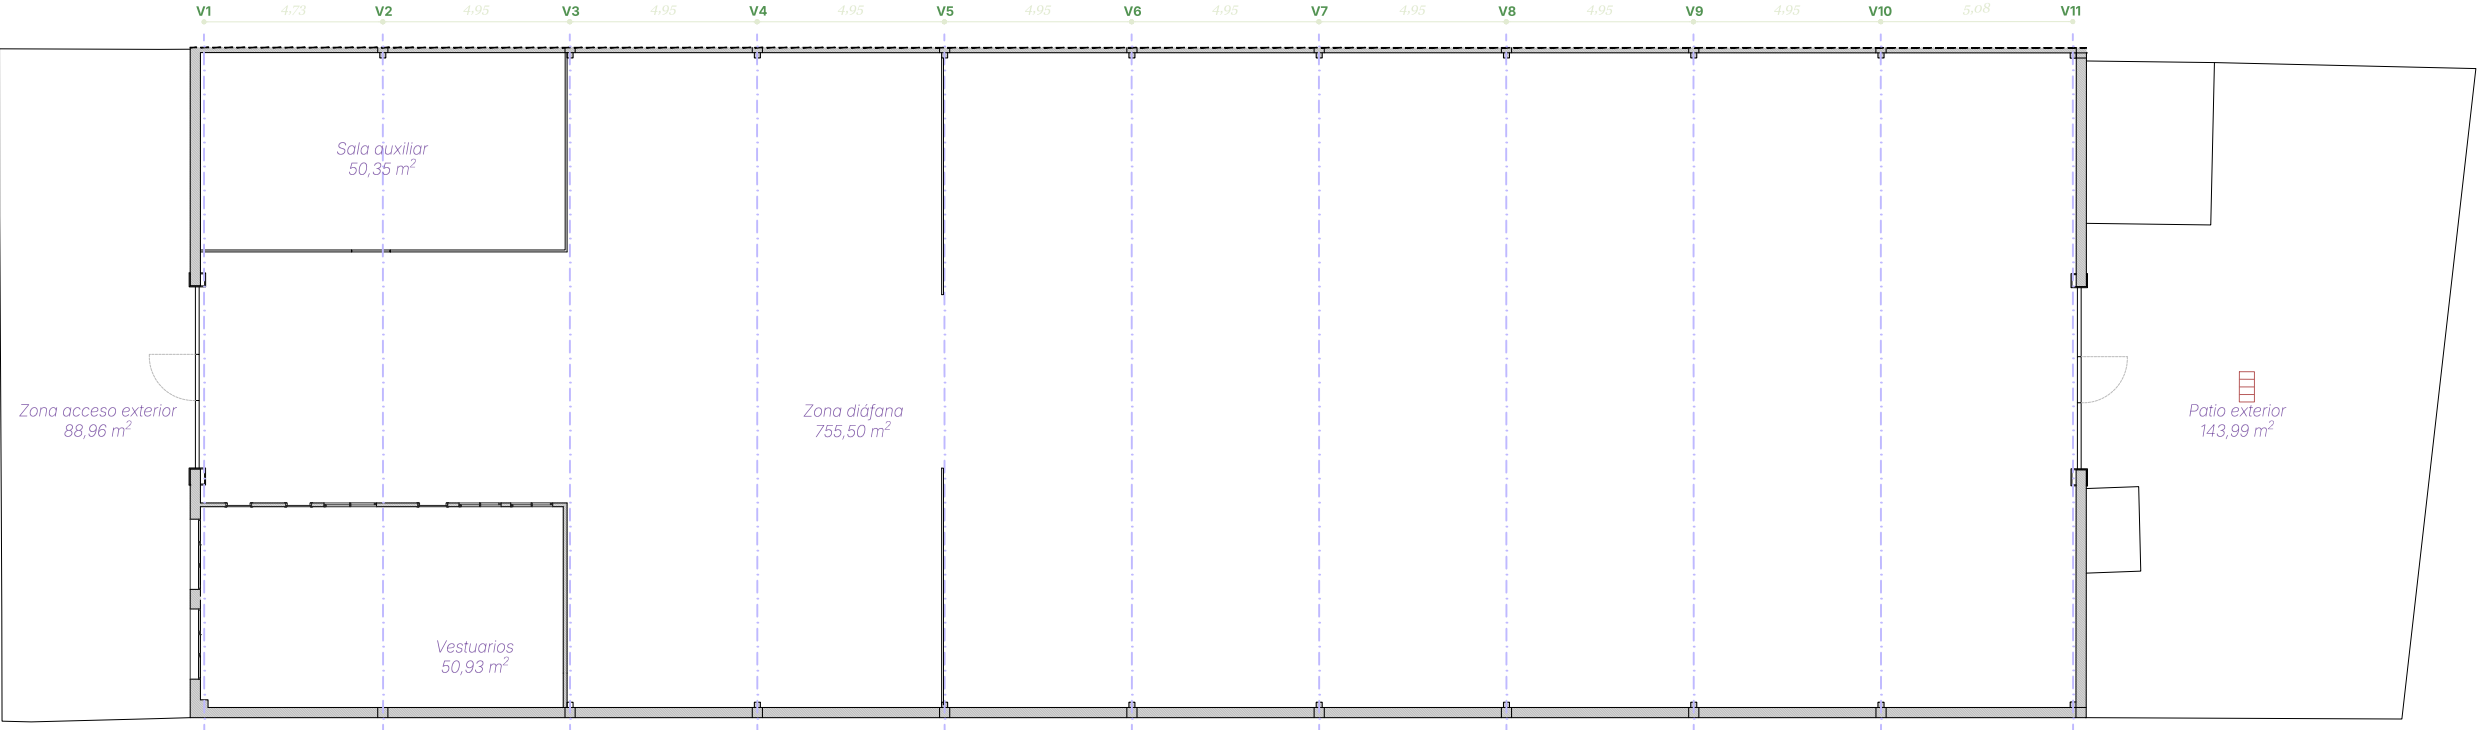 V1 4,73 V2 4,95 V3 4,95 V4 4,95 V5 4,95 V6 4,95 V7 4,95 V8 4,95 V9 4,95 V10 5,08 V11
Sala auxiliar
50,35 m²
Zona acceso exterior
88,96 m²
Zona diáfana
755,50 m²
Patio exterior
143,99 m²
Vestuarios
50,93 m²